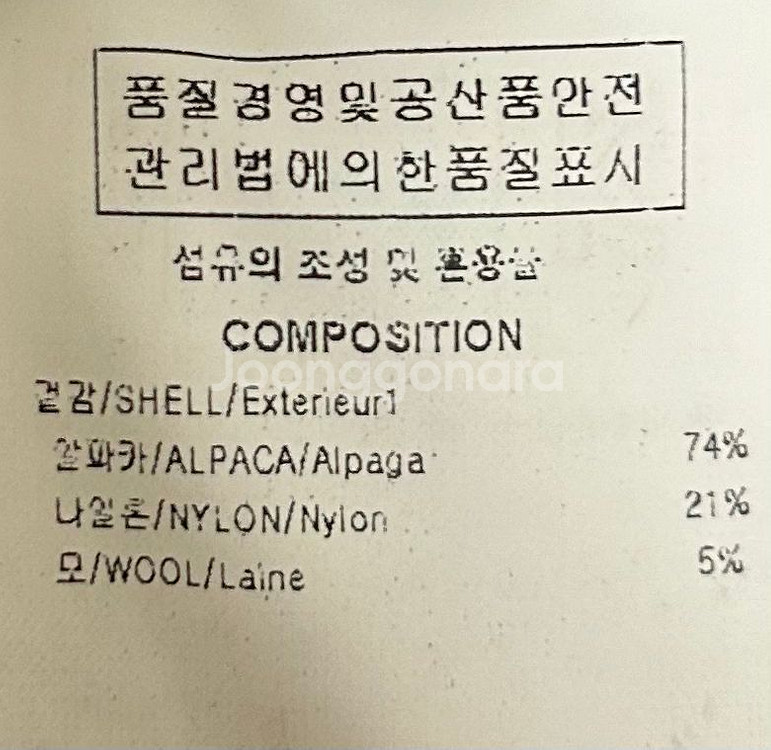 품질경영및공산품안전
관리법에의한품질표시
섬유의 조성 및 혼용율
COMPOSITION
Joonggonara
겉감/SHELL/Exterieur1
알파카/ALPACA/Alpaga 74%
나일론/NYLON/Nylon 21%
모/WOOL/Laine 5%